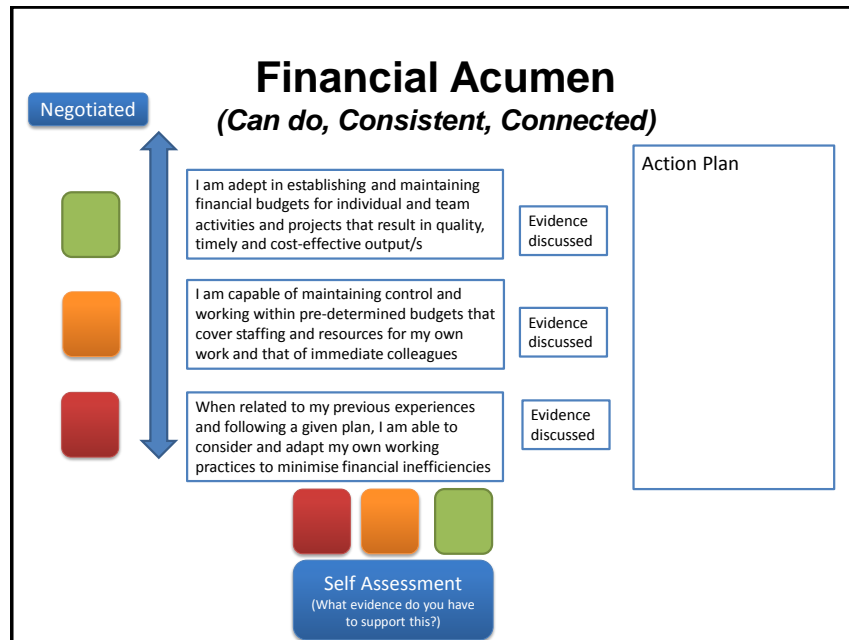 Financial Acumen
(Can do, Consistent, Connected)
Negotiated
I am adept in establishing and maintaining
financial budgets for individual and team
activities and projects that result in quality,
timely and cost-effective output/s
Evidence
discussed
Action Plan
I am capable of maintaining control and
working within pre-determined budgets that
cover staffing and resources for my own
work and that of immediate colleagues
Evidence
discussed
When related to my previous experiences
and following a given plan, I am able to
consider and adapt my own working
practices to minimise financial inefficiencies
Evidence
discussed
Self Assessment
(What evidence do you have
to support this?)